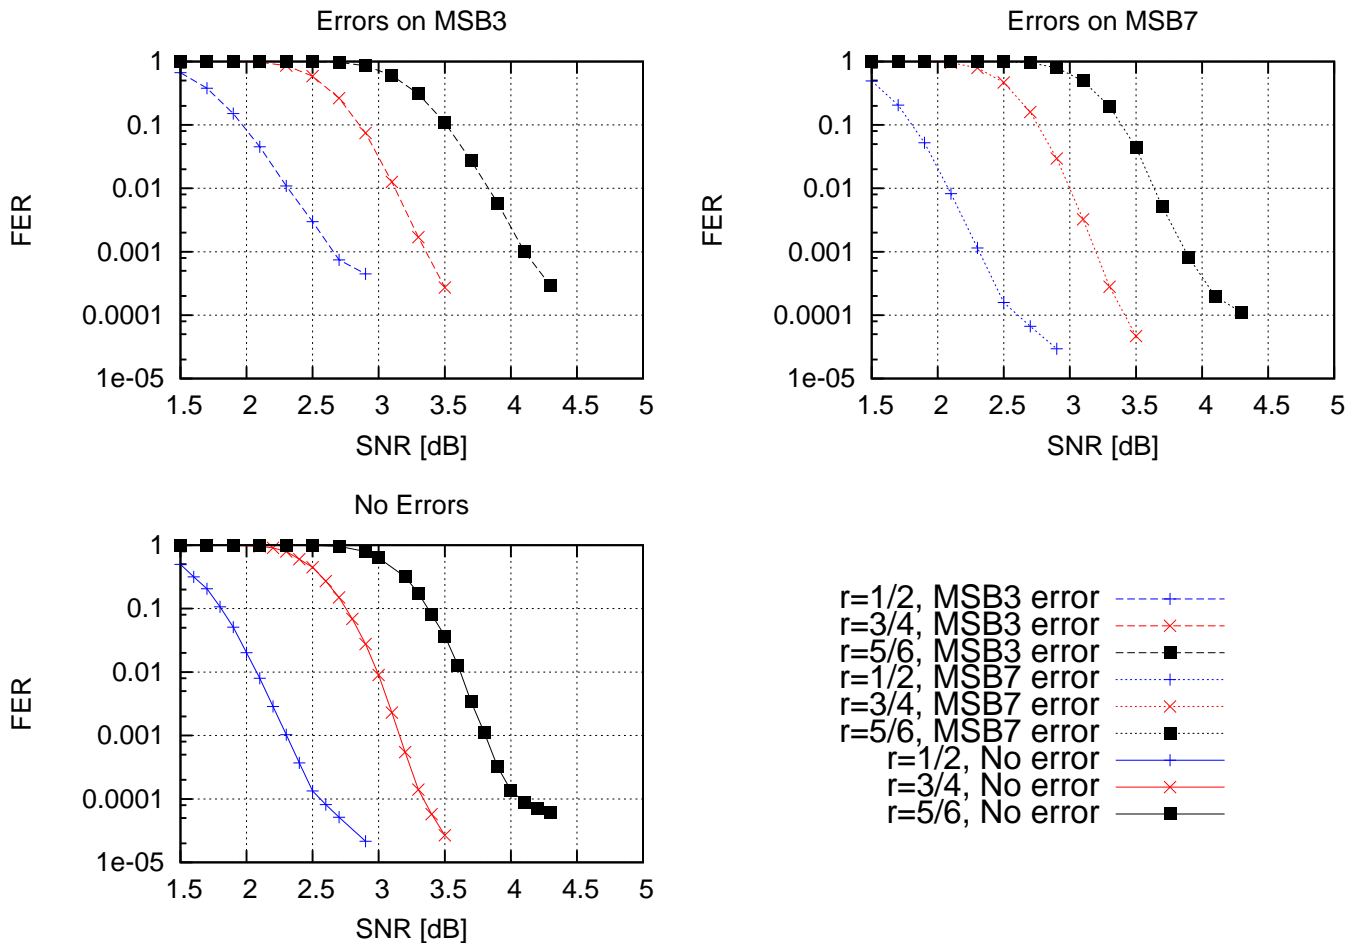 Errors on MSB3
1
0.1
0.01
0.001
0.0001
1e-05
FER
1.5 2 2.5 3 3.5 4 4.5 5
SNR [dB]
Errors on MSB7
1
0.1
0.01
0.001
0.0001
1e-05
FER
1.5 2 2.5 3 3.5 4 4.5 5
SNR [dB]
No Errors
1
0.1
0.01
0.001
0.0001
1e-05
FER
1.5 2 2.5 3 3.5 4 4.5 5
SNR [dB]
r=1/2, MSB3 error
r=3/4, MSB3 error
r=5/6, MSB3 error
r=1/2, MSB7 error
r=3/4, MSB7 error
r=5/6, MSB7 error
r=1/2, No error
r=3/4, No error
r=5/6, No error